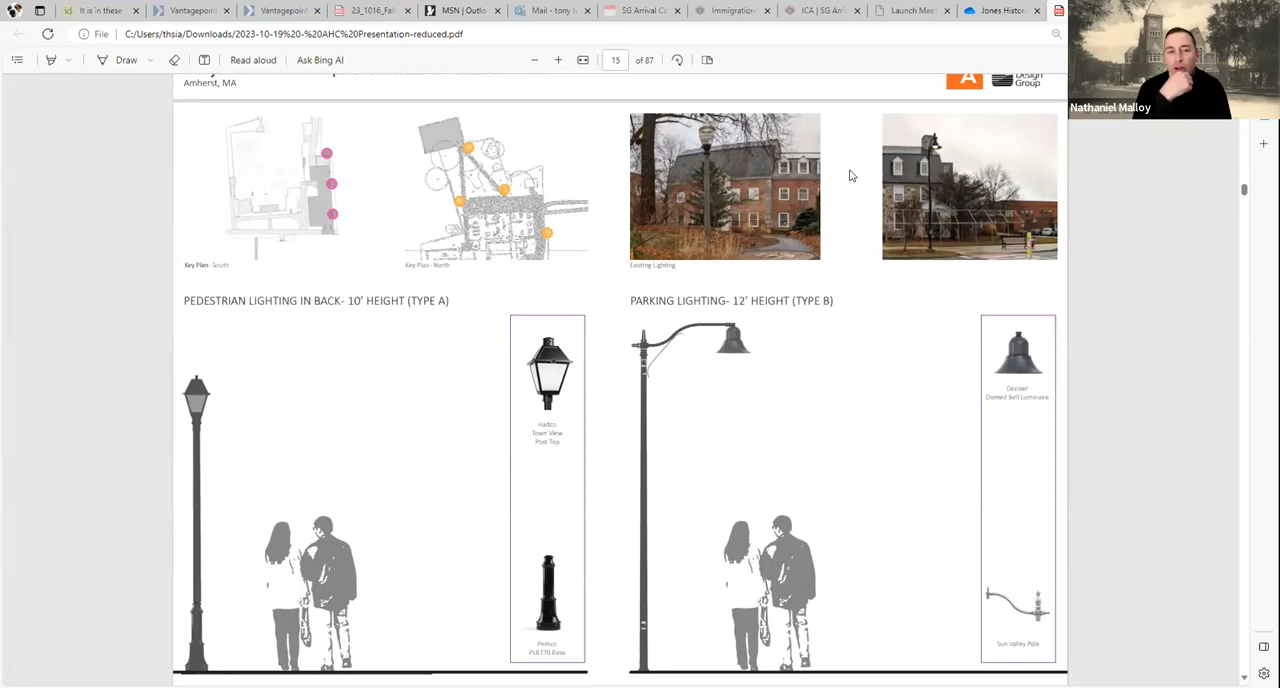 It is in these
Vantagepoint
Vantagepoint
23_1016_Fall
MSN | Outlo
Mail - tony l
SG Arrival Ca
Immigration
ICA | SG Arri
Launch Mee
Jones Histor
File
C:/Users/thsia/Downloads/2023-10-19%20-%20AHC%20Presentation-reduced.pdf
Draw
Read aloud
Ask Bing AI
15
of 87
Amherst, MA
A
Design
Group
Nathaniel Malloy
Key Plan- South
Key Plan- North
Existing Lighting
PEDESTRIAN LIGHTING IN BACK- 10’ HEIGHT (TYPE A)
PARKING LIGHTING- 12’ HEIGHT (TYPE B)
Hadco
Town View
Post Top
Domed Bell Luminaire
Pemco
PLB770 Base
Sun Valley Pole